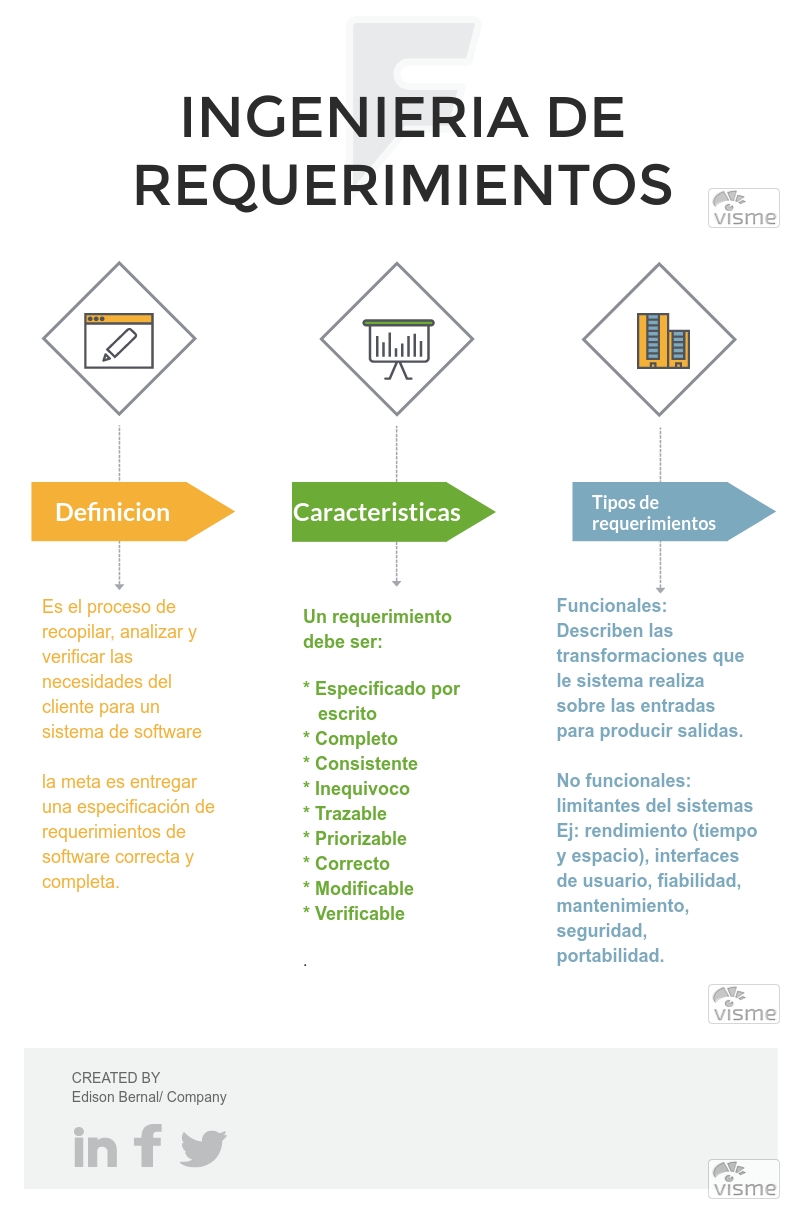 INGENIERIA DE
REQUERIMIENTOS
visme
Definicion
Es el proceso de
recopilar, analizar y
verificar las
necesidades del
cliente para un
sistema de software
la meta es entregar
una especificación de
requerimientos de
software correcta y
completa.
Caracteristicas
Un requerimiento
debe ser:
* Especificado por
escrito
* Completo
* Consistente
* Inequivoco
* Trazable
* Priorizable
* Correcto
* Modificable
* Verificable
.
Tipos de
requerimientos
Funcionales:
Describen las
transformaciones que
le sistema realiza
sobre las entradas
para producir salidas.
No funcionales:
limitantes del sistemas
Ej: rendimiento (tiempo
y espacio), interfaces
de usuario, fiabilidad,
mantenimiento,
seguridad,
portabilidad.
visme
CREATED BY
Edison Bernal/ Company
in f
visme